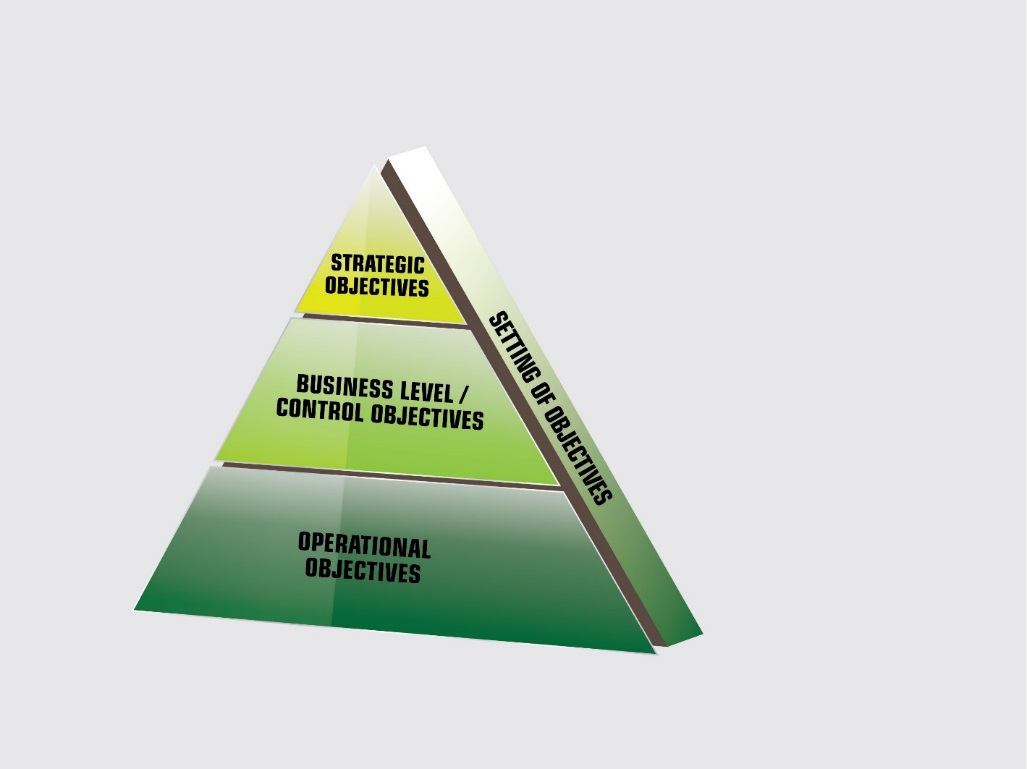 STRATEGIC
OBJECTIVES
BUSINESS LEVEL /
CONTROL OBJECTIVES
OPERATIONAL
OBJECTIVES
SETTING OF OBJECTIVES